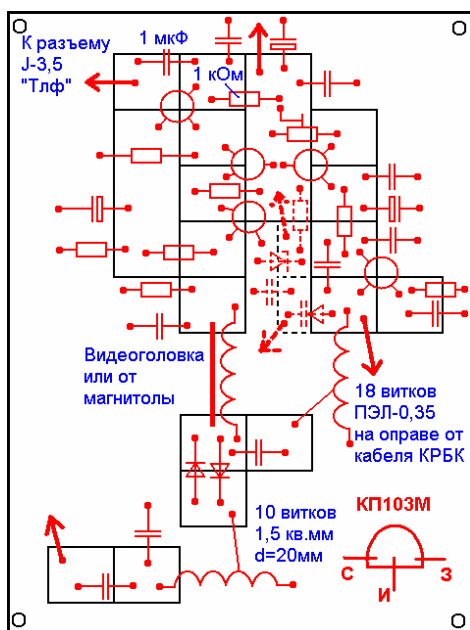 К разъему
J-3,5
"Тлф"
1 мкФ
1 кОм
Видеоголовка
или от
магнитолы
18 витков
ПЭЛ-0,35
на оправе от
кабеля КРБК
10 витков
1,5 кв.мм
d=20мм
КП103М
С
З
И